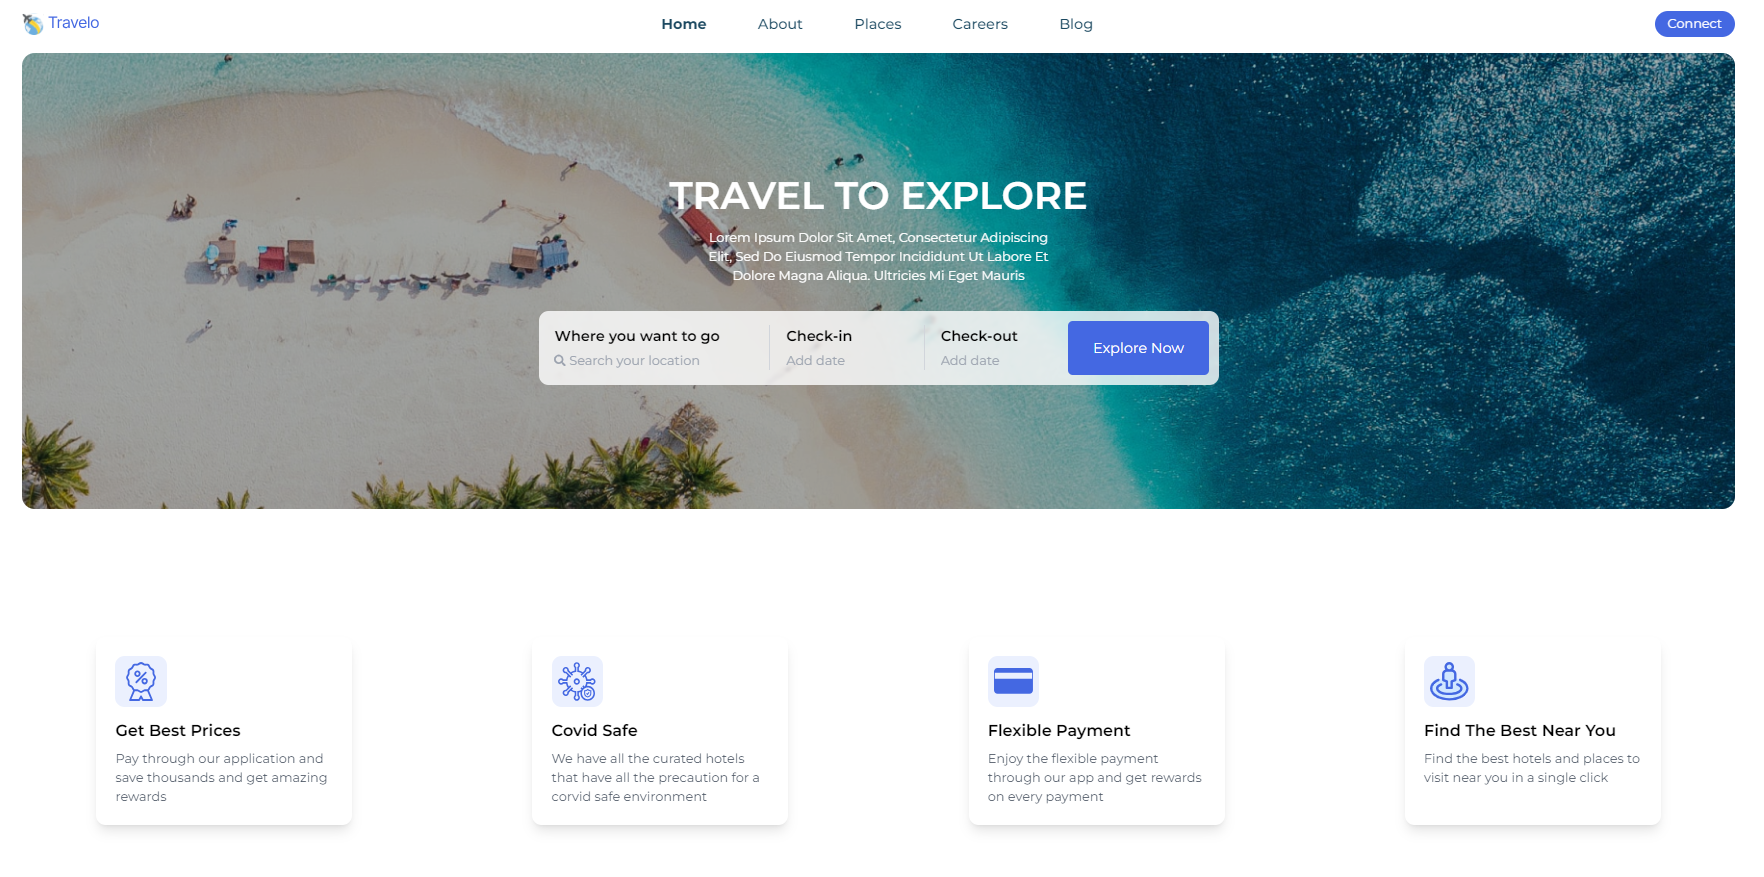 Travelo
Home About Places Careers Blog
Connect
TRAVEL TO EXPLORE
Lorem Ipsum Dolor Sit Amet, Consectetur Adipiscing
Elit, Sed Do Eiusmod Tempor Incididunt Ut Labore Et
Dolore Magna Aliqua. Ultricies Mi Eget Mauris
Where you want to go
Search your location
Check-in
Add date
Check-out
Add date
Explore Now
Get Best Prices
Pay through our application and
save thousands and get amazing
rewards
Covid Safe
We have all the curated hotels
that have all the precaution for a
corvid safe environment
Flexible Payment
Enjoy the flexible payment
through our app and get rewards
on every payment
Find The Best Near You
Find the best hotels and places to
visit near you in a single click